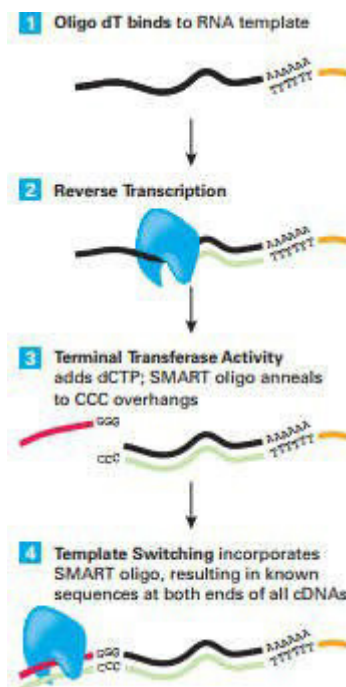 1 Oligo dT binds to RNA template
AAAAAA
TTTTTT
2 Reverse Transcription
AAAAAA
TTTTTT
3 Terminal Transferase Activity
adds dCTP; SMART oligo anneals
to CCC overhangs
GGG
CCC
AAAAAA
TTTTTT
4 Template Switching incorporates
SMART oligo, resulting in known
sequences at both ends of all cDNAs
GGG
CCC
AAAAAA
TTTTTT